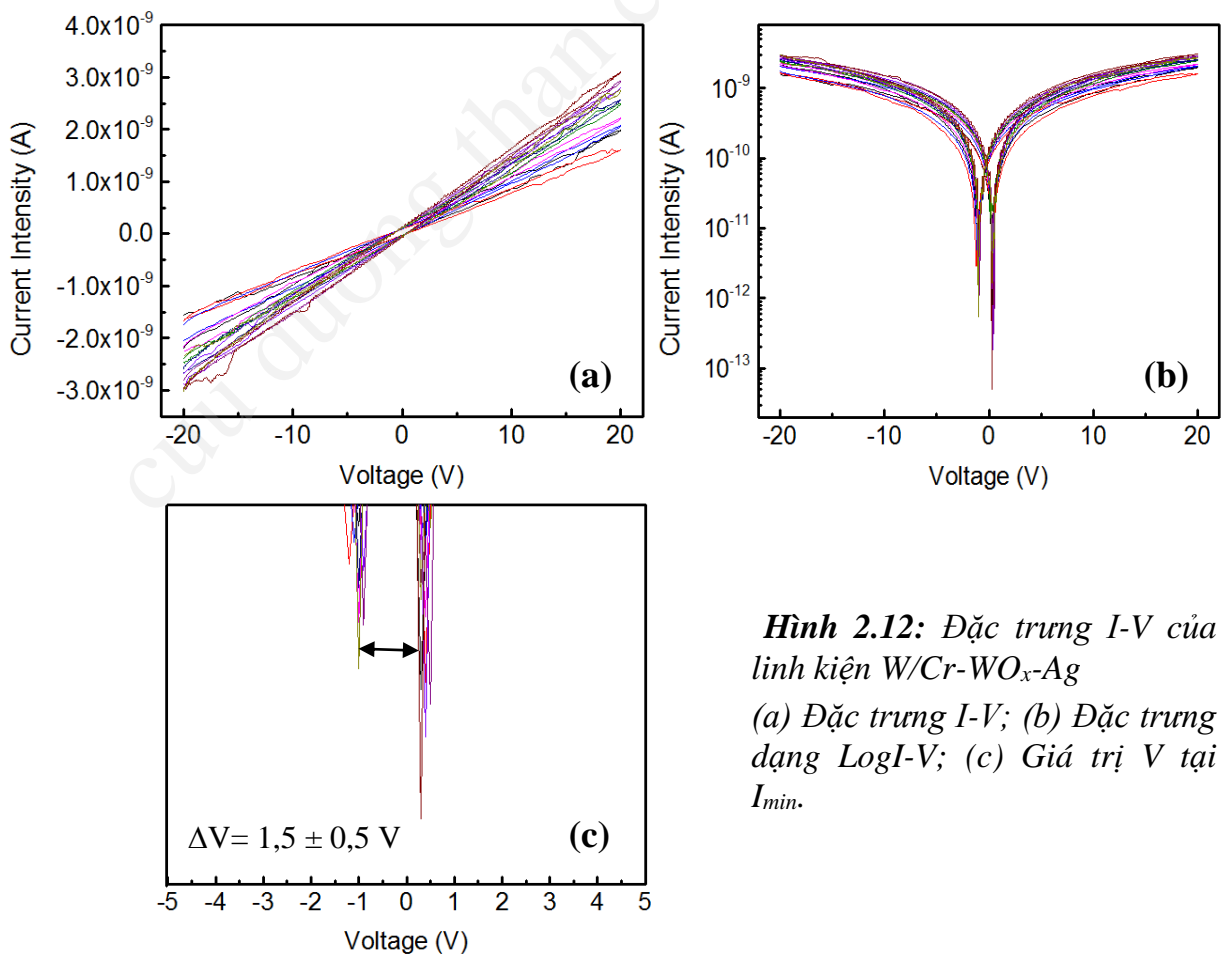 4.0x10-9
3.0x10-9
2.0x10-9
1.0x10-9
0.0
-1.0x10-9
-2.0x10-9
-3.0x10-9
Current Intensity (A)
-20 -10 0 10 20
Voltage (V)
(a)
10-9
10-10
10-11
10-12
10-13
Current Intensity (A)
-20 -10 0 10 20
Voltage (V)
(b)
ΔV= 1,5 ± 0,5 V
(c)
-5 -4 -3 -2 -1 0 1 2 3 4 5
Voltage (V)
Hình 2.12: Đặc trưng I-V của
linh kiện W/Cr-WOx-Ag
(a) Đặc trưng I-V; (b) Đặc trưng
dạng LogI-V; (c) Giá trị V tại
Imin.
cuu duong than c